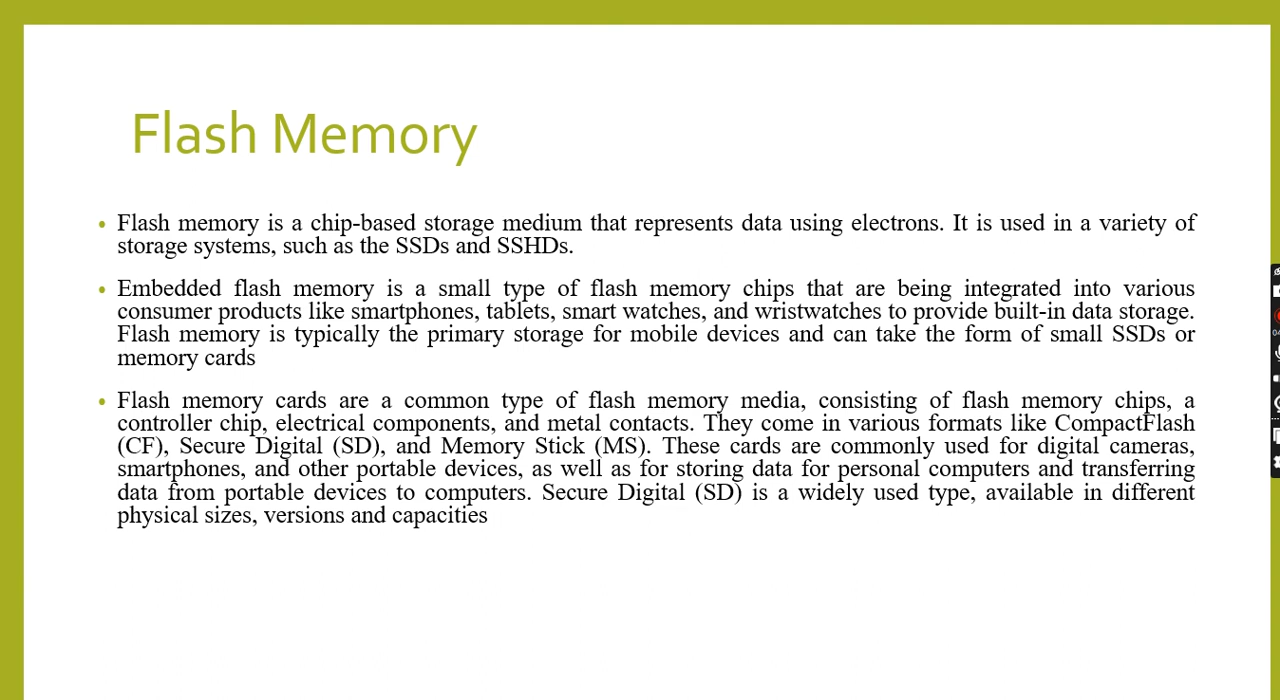 Flash Memory
• Flash memory is a chip-based storage medium that represents data using electrons. It is used in a variety of
storage systems, such as the SSDs and SSHDs.
• Embedded flash memory is a small type of flash memory chips that are being integrated into various
consumer products like smartphones, tablets, smart watches, and wristwatches to provide built-in data storage.
Flash memory is typically the primary storage for mobile devices and can take the form of small SSDs or
memory cards
• Flash memory cards are a common type of flash memory media, consisting of flash memory chips, a
controller chip, electrical components, and metal contacts. They come in various formats like CompactFlash
(CF), Secure Digital (SD), and Memory Stick (MS). These cards are commonly used for digital cameras,
smartphones, and other portable devices, as well as for storing data for personal computers and transferring
data from portable devices to computers. Secure Digital (SD) is a widely used type, available in different
physical sizes, versions and capacities